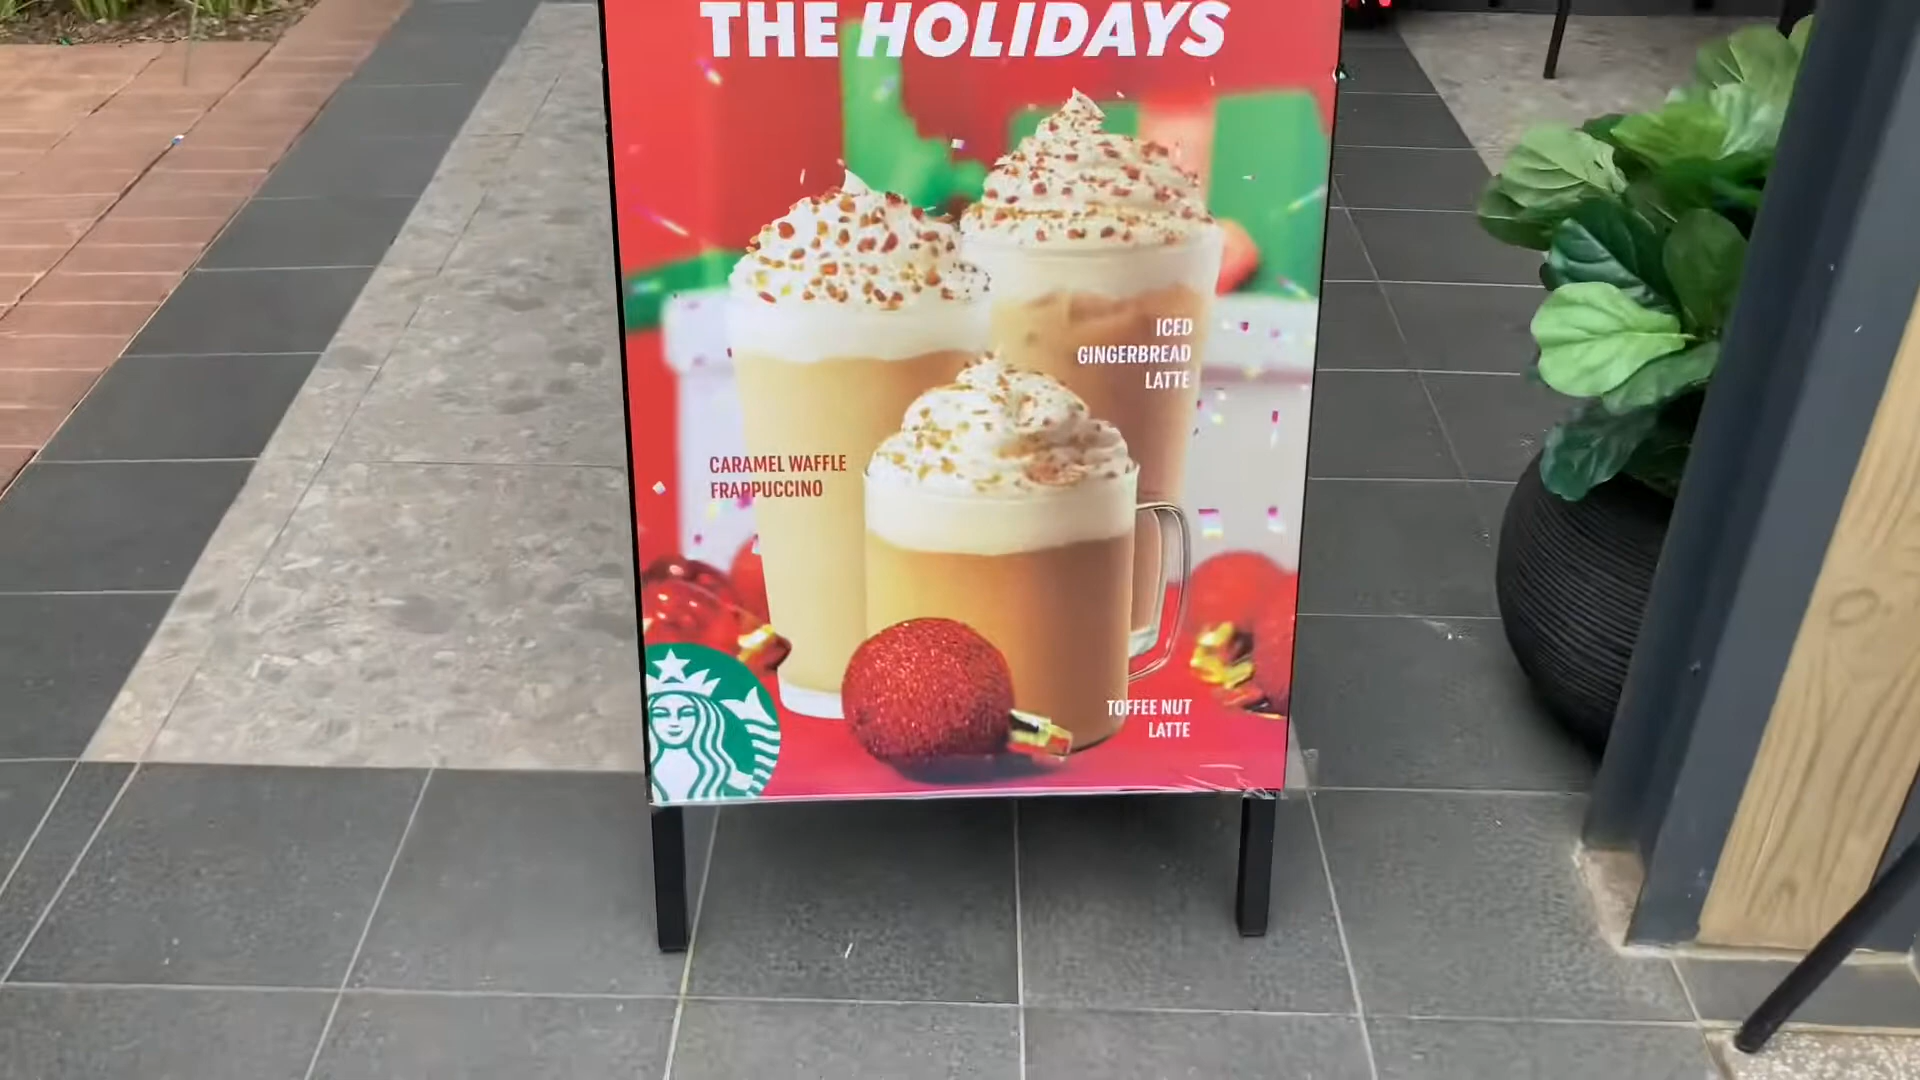 THE HOLIDAYS
ICED
GINGERBREAD
LATTE
CARAMEL WAFFLE
FRAPPUCCINO
TOFFEE NUT
LATTE